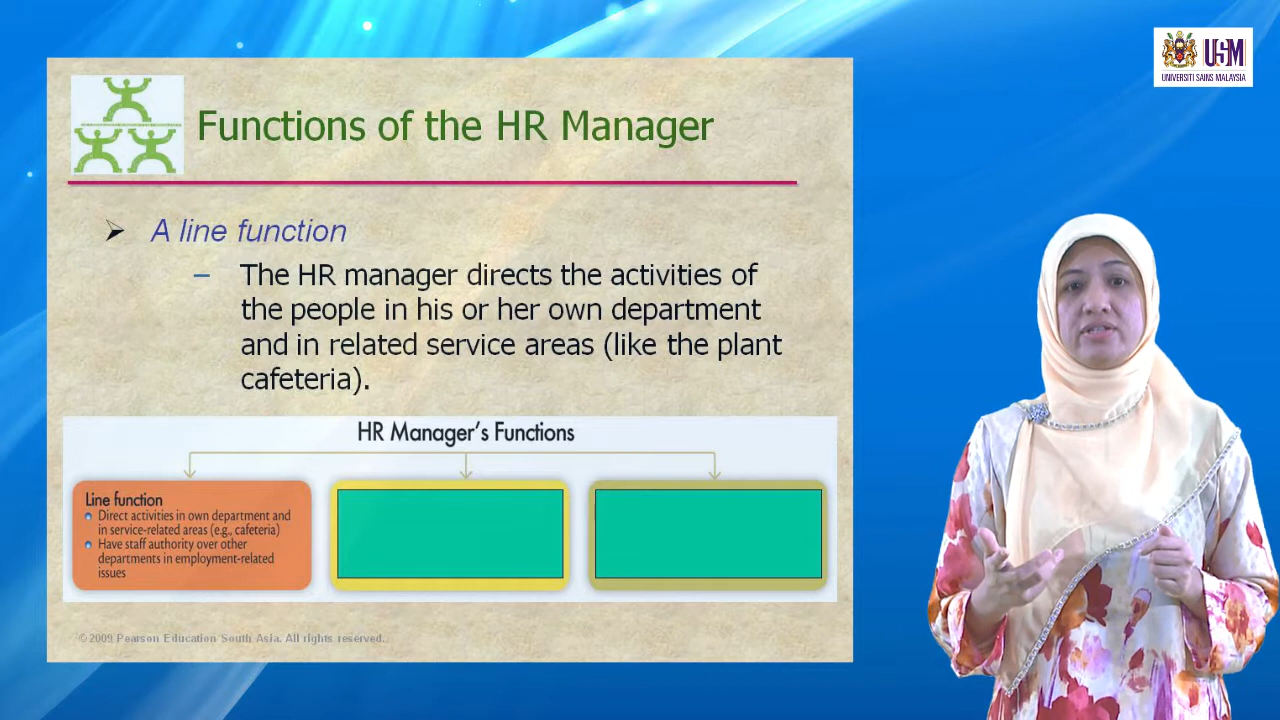 USM
UNIVERSITI SAINS MALAYSIA
Functions of the HR Manager
A line function
– The HR manager directs the activities of
the people in his or her own department
and in related service areas (like the plant
cafeteria).
HR Manager's Functions
Line function
Direct activities in own department and
in service-related areas (e.g., cafeteria)
Have staff authority over other
departments in employment-related
issues
©2009 Pearson Education South Asia. All rights reserved.